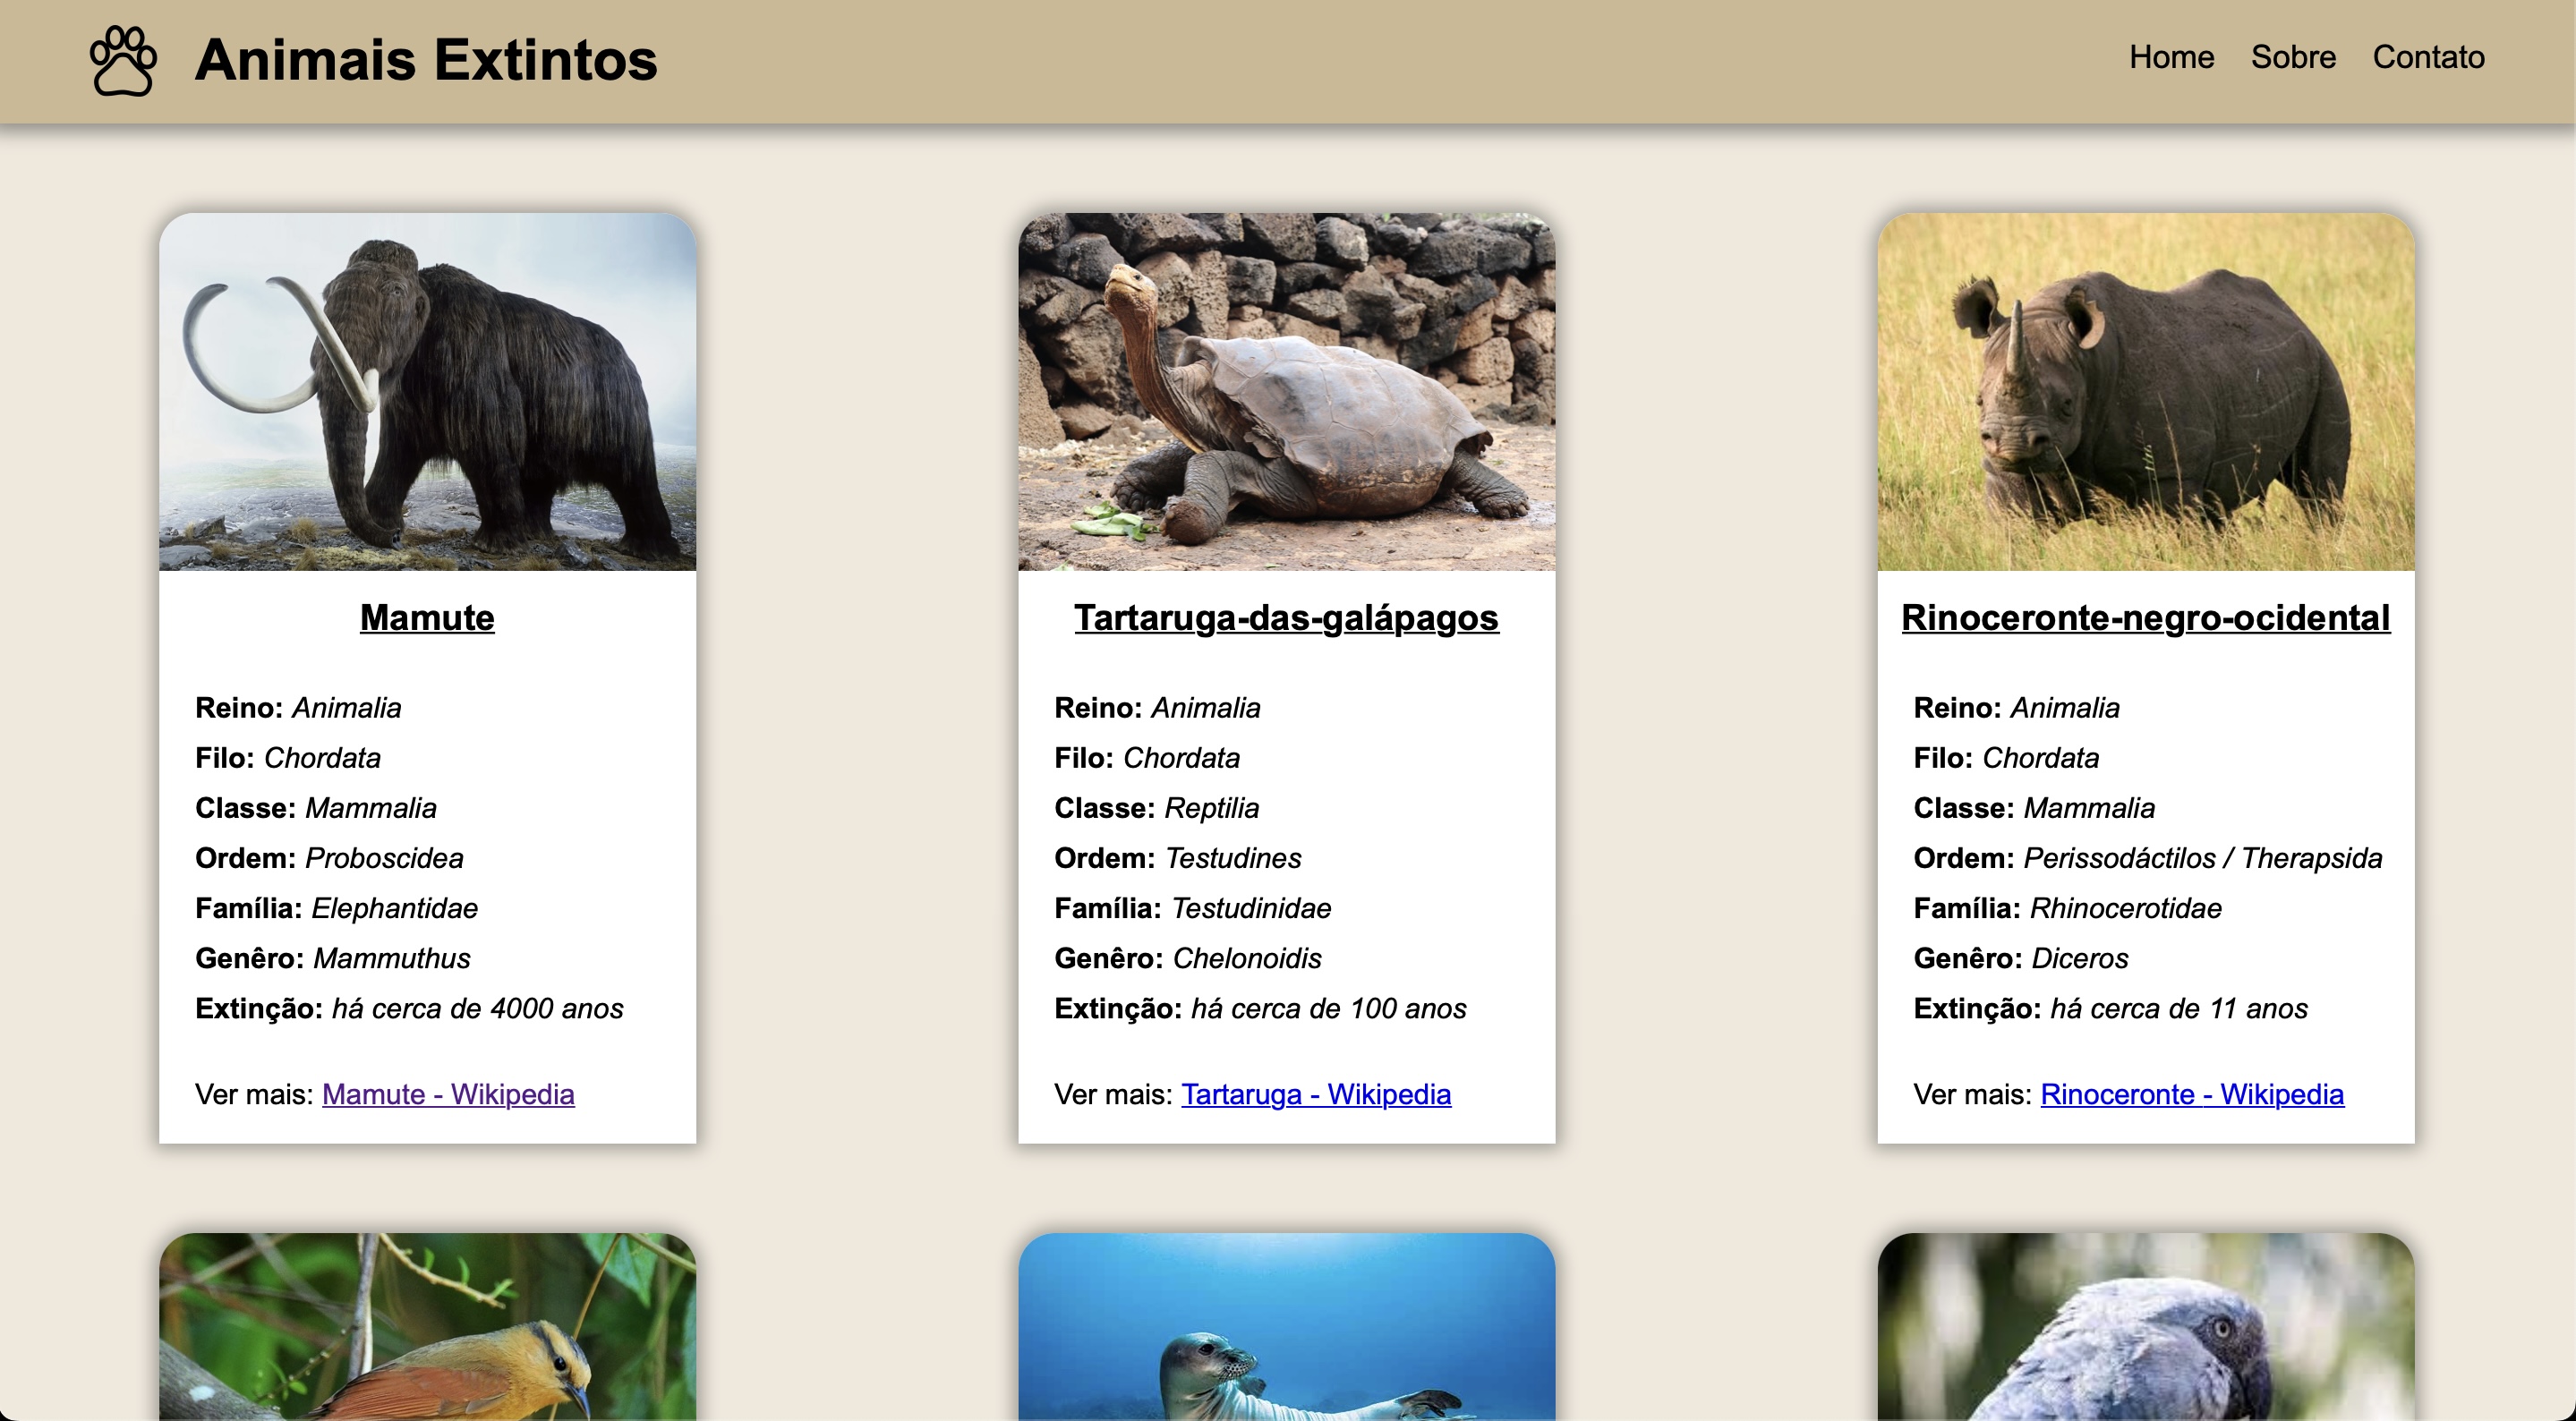 Animais Extintos
Home Sobre Contato
Mamute
Reino: Animalia
Filo: Chordata
Classe: Mammalia
Ordem: Proboscidea
Família: Elephantidae
Genêro: Mammuthus
Extinção: há cerca de 4000 anos
Ver mais: Mamute - Wikipedia
Tartaruga-das-galápagos
Reino: Animalia
Filo: Chordata
Classe: Reptilia
Ordem: Testudines
Família: Testudinidae
Genêro: Chelonoidis
Extinção: há cerca de 100 anos
Ver mais: Tartaruga - Wikipedia
Rinoceronte-negro-ocidental
Reino: Animalia
Filo: Chordata
Classe: Mammalia
Ordem: Perissodáctilos / Therapsida
Família: Rhinocerotidae
Genêro: Diceros
Extinção: há cerca de 11 anos
Ver mais: Rinoceronte - Wikipedia